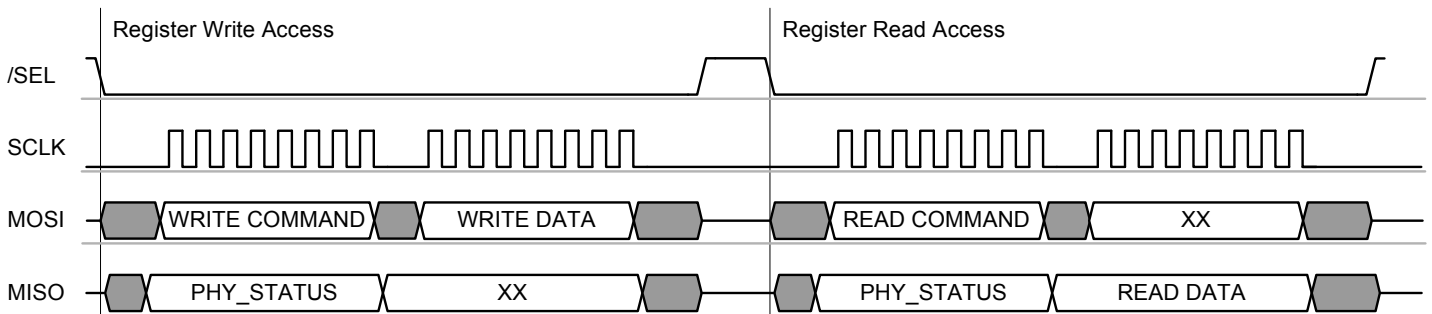 Register Write Access Register Read Access
/SEL
SCLK
MOSI WRITE COMMAND WRITE DATA READ COMMAND XX
MISO PHY_STATUS XX PHY_STATUS READ DATA